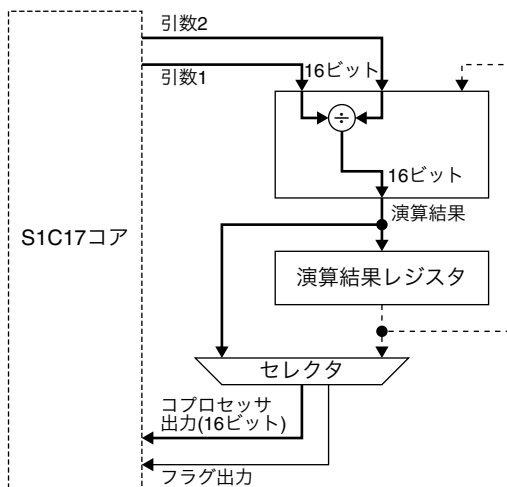 引数2
引数1
16ビット
÷
16ビット
演算結果
S1C17コア
演算結果レジスタ
セレクタ
コプロセッサ
出力(16ビット)
フラグ出力